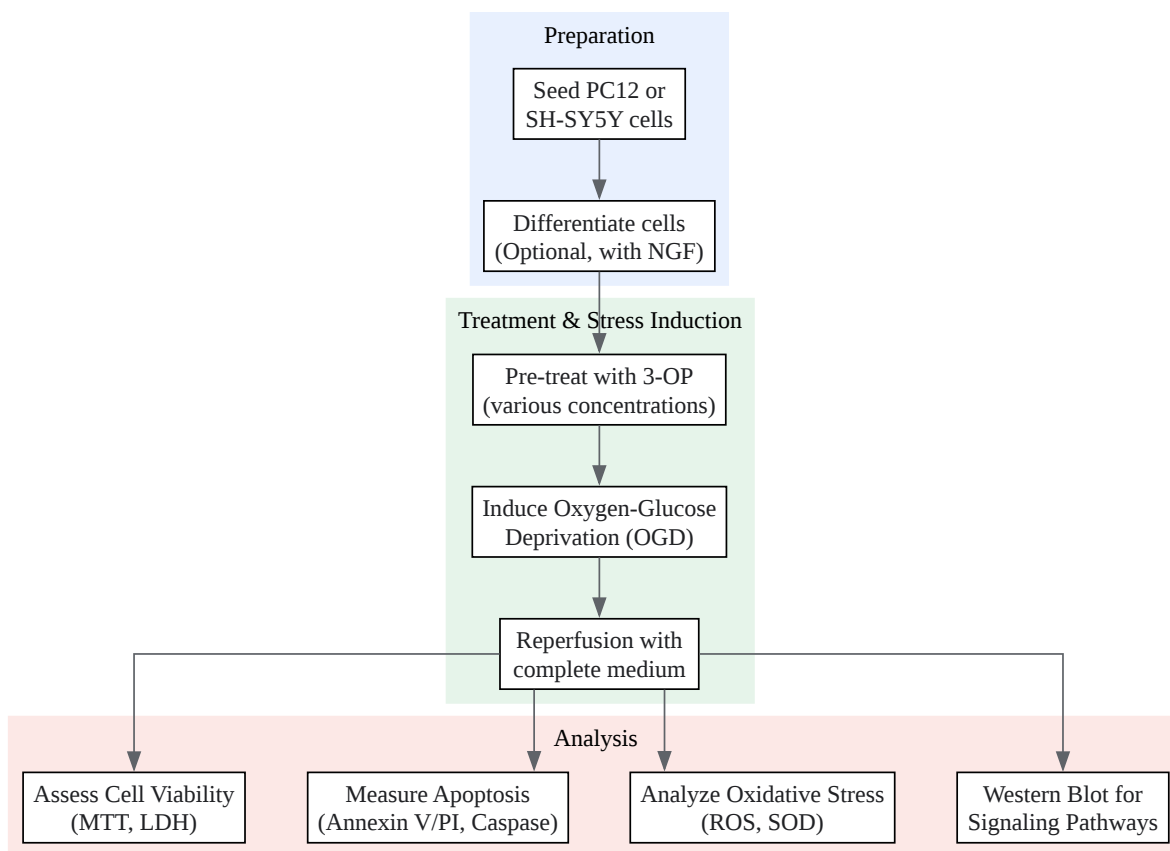 Preparation
Seed PC12 or
SH-SY5Y cells
Differentiate cells
(Optional, with NGF)
Treatment & Stress Induction
Pre-treat with 3-OP
(various concentrations)
Induce Oxygen-Glucose
Deprivation (OGD)
Reperfusion with
complete medium
Analysis
Assess Cell Viability
(MTT, LDH)
Measure Apoptosis
(Annexin V/PI, Caspase)
Analyze Oxidative Stress
(ROS, SOD)
Western Blot for
Signaling Pathways